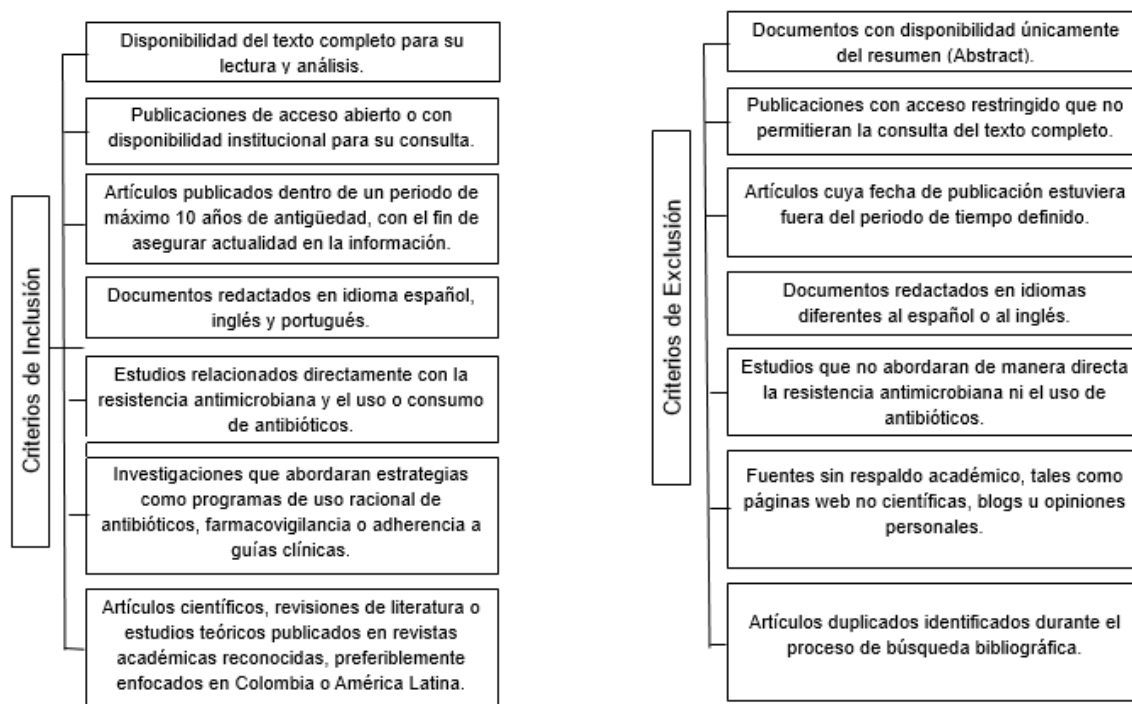 Criterios de Inclusión
Disponibilidad del texto completo para su
lectura y análisis.
Publicaciones de acceso abierto o con
disponibilidad institucional para su consulta.
Artículos publicados dentro de un periodo de
máximo 10 años de antigüedad, con el fin de
asegurar actualidad en la información.
Documentos redactados en idioma español,
inglés y portugués.
Estudios relacionados directamente con la
resistencia antimicrobiana y el uso o consumo
de antibióticos.
Investigaciones que abordaran estrategias
como programas de uso racional de
antibióticos, farmacovigilancia o adherencia a
guías clínicas.
Artículos científicos, revisiones de literatura o
estudios teóricos publicados en revistas
académicas reconocidas, preferiblemente
enfocados en Colombia o América Latina.
Criterios de Exclusión
Documentos con disponibilidad únicamente
del resumen (Abstract).
Publicaciones con acceso restringido que no
permitieran la consulta del texto completo.
Artículos cuya fecha de publicación estuviera
fuera del periodo de tiempo definido.
Documentos redactados en idiomas
diferentes al español o al inglés.
Estudios que no abordaran de manera directa
la resistencia antimicrobiana ni el uso de
antibióticos.
Fuentes sin respaldo académico, tales como
páginas web no científicas, blogs u opiniones
personales.
Artículos duplicados identificados durante el
proceso de búsqueda bibliográfica.